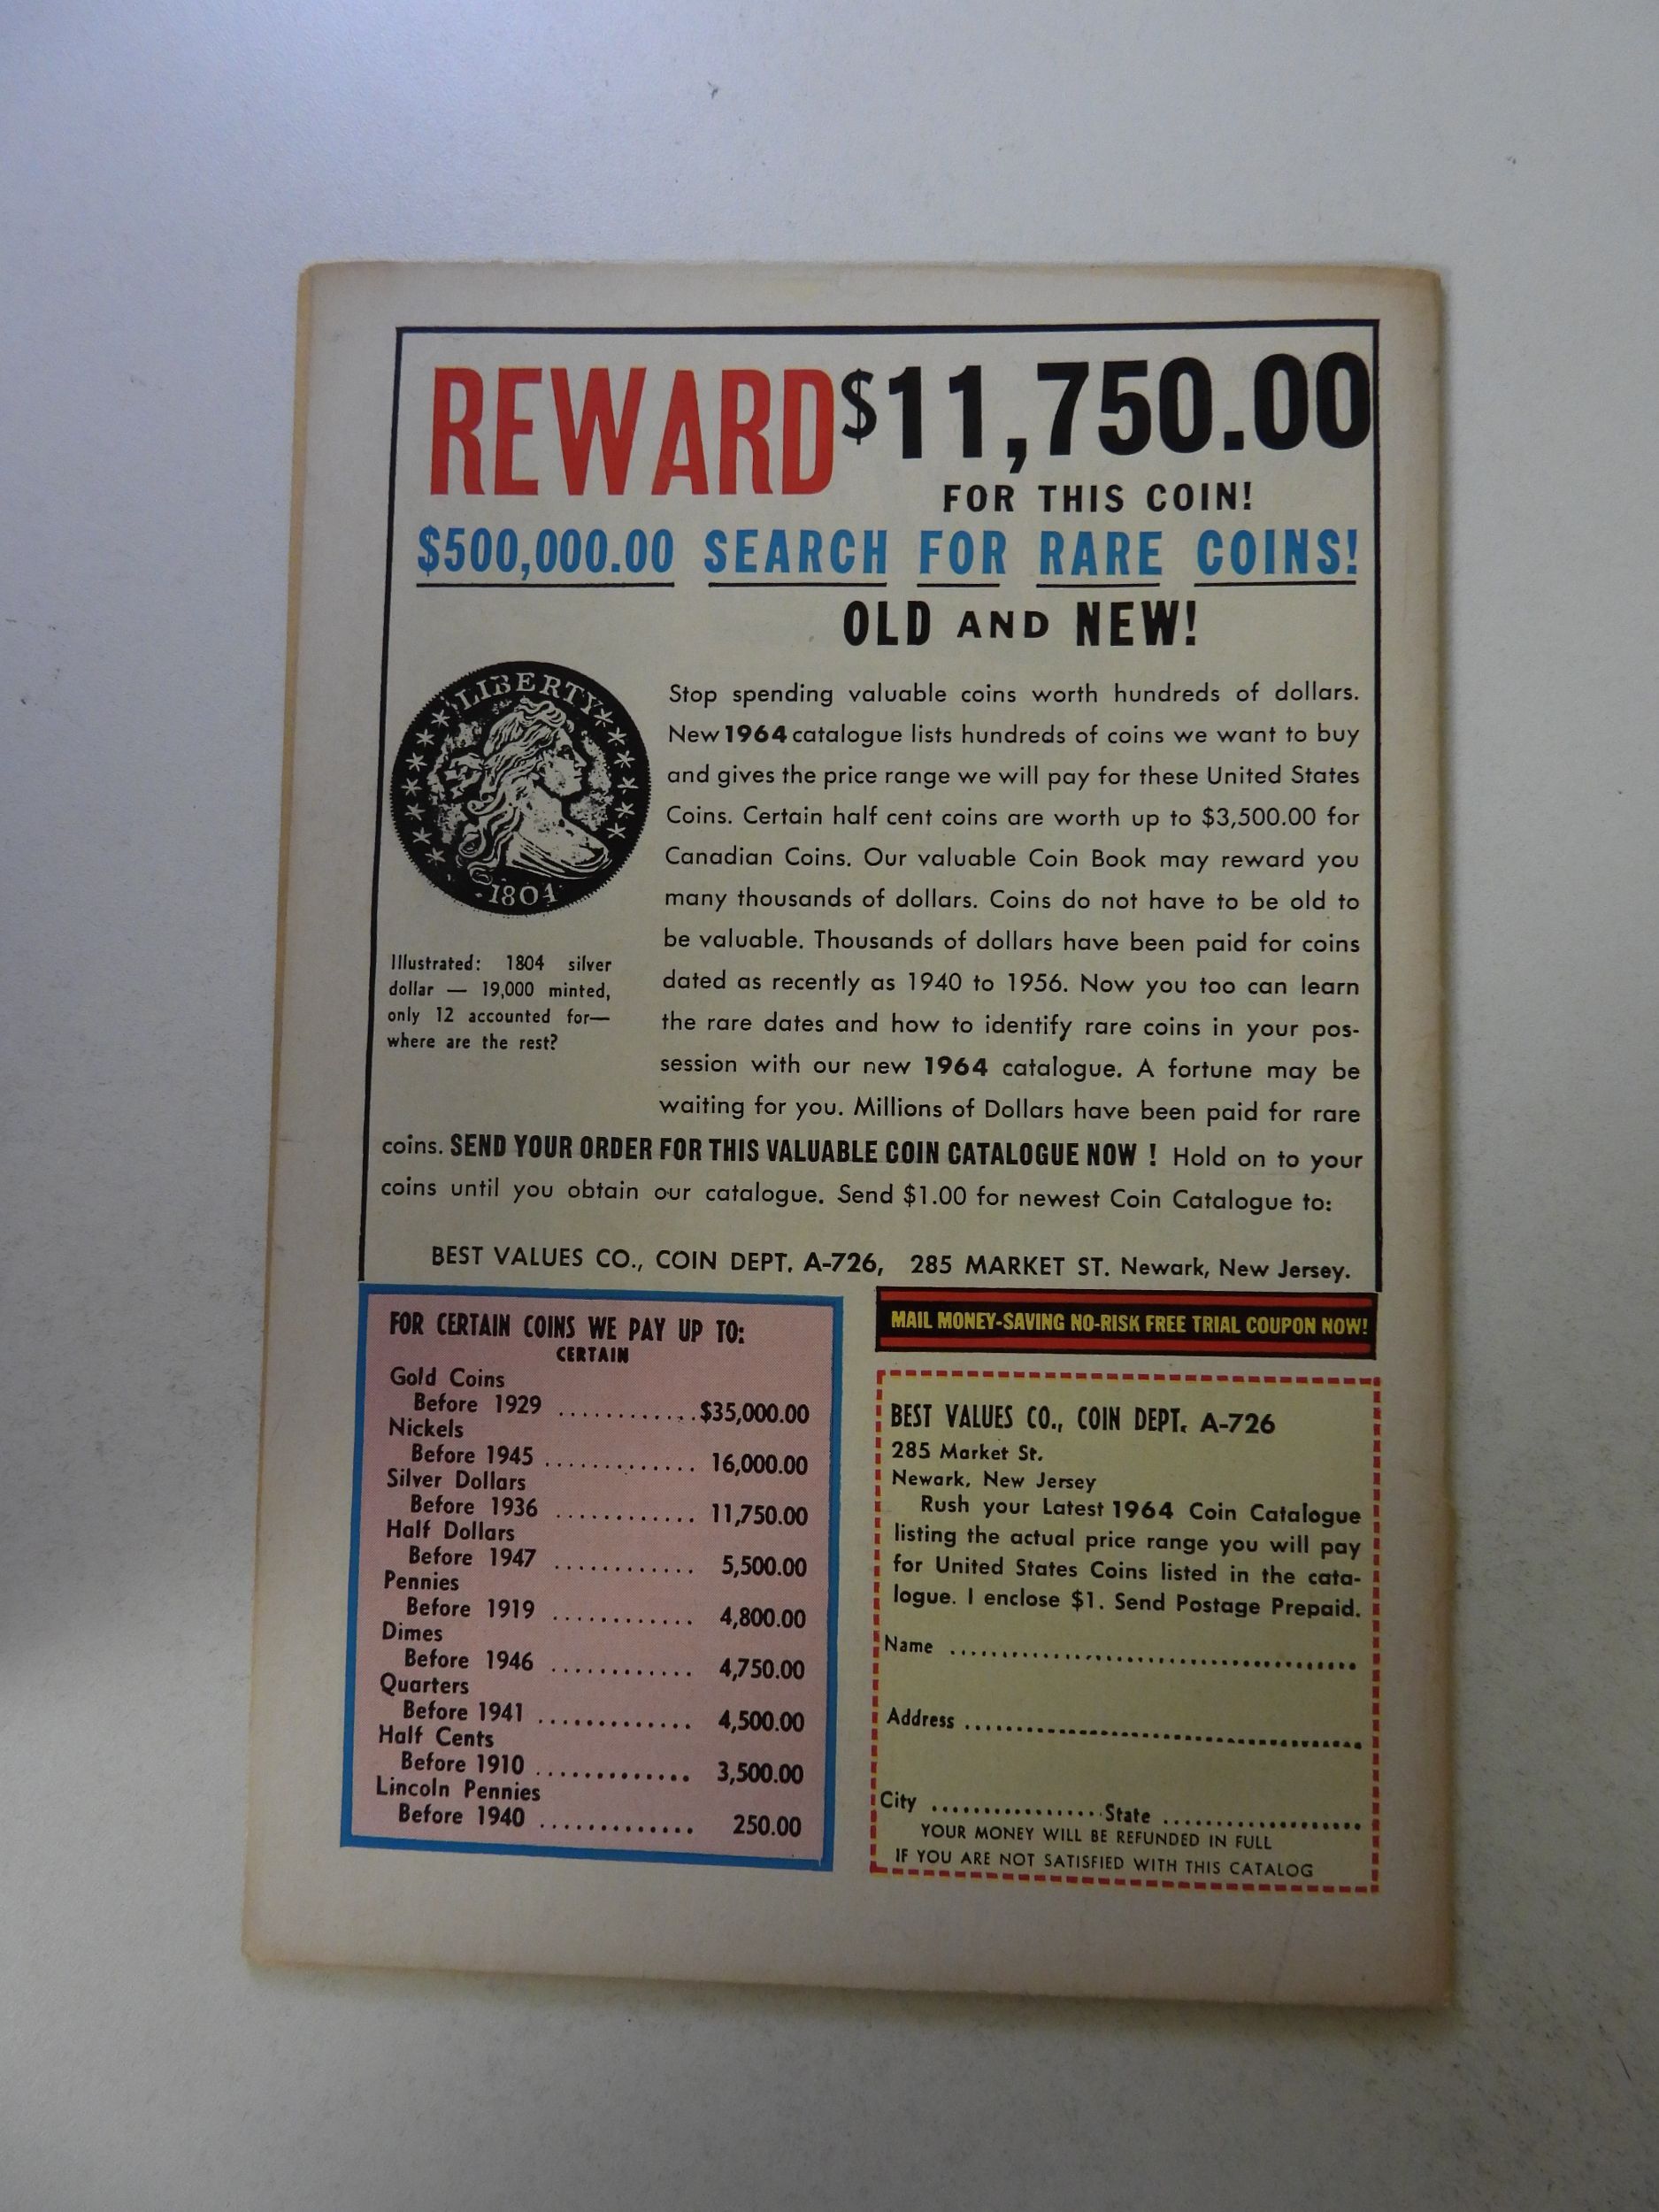 REWARD $11,750.00
FOR THIS COIN!
$500,000.00 SEARCH FOR RARE COINS!
OLD AND NEW!
LIBERTY
1804
Illustrated: 1804 silver
dollar — 19,000 minted,
only 12 accounted for—
where are the rest?
Stop spending valuable coins worth hundreds of dollars.
New 1964 catalogue lists hundreds of coins we want to buy
and gives the price range we will pay for these United States
Coins. Certain half cent coins are worth up to $3,500.00 for
Canadian Coins. Our valuable Coin Book may reward you
many thousands of dollars. Coins do not have to be old to
be valuable. Thousands of dollars have been paid for coins
dated as recently as 1940 to 1956. Now you too can learn
the rare dates and how to identify rare coins in your pos-
session with our new 1964 catalogue. A fortune may be
waiting for you. Millions of Dollars have been paid for rare
coins. SEND YOUR ORDER FOR THIS VALUABLE COIN CATALOGUE NOW ! Hold on to your
coins until you obtain our catalogue. Send $1.00 for newest Coin Catalogue to:
BEST VALUES CO., COIN DEPT. A-726, 285 MARKET ST. Newark, New Jersey.
FOR CERTAIN COINS WE PAY UP TO:
CERTAIN
Gold Coins
Before 1929 ............. $35,000.00
Nickels
Before 1945 ............. 16,000.00
Silver Dollars
Before 1936 ............ 11,750.00
Half Dollars
Before 1947 ............ 5,500.00
Pennies
Before 1919 ............ 4,800.00
Dimes
Before 1946 ............ 4,750.00
Quarters
Before 1941 ............. 4,500.00
Half Cents
Before 1910 ............. 3,500.00
Lincoln Pennies
Before 1940 ............. 250.00
MAIL MONEY-SAVING NO-RISK FREE TRIAL COUPON NOW!
BEST VALUES CO., COIN DEPT. A-726
285 Market St.
Newark, New Jersey
Rush your Latest 1964 Coin Catalogue
listing the actual price range you will pay
for United States Coins listed in the cata-
logue. I enclose $1. Send Postage Prepaid.
Name ........................................
Address ........................................
City .................State ....................
YOUR MONEY WILL BE REFUNDED IN FULL
IF YOU ARE NOT SATISFIED WITH THIS CATALOG